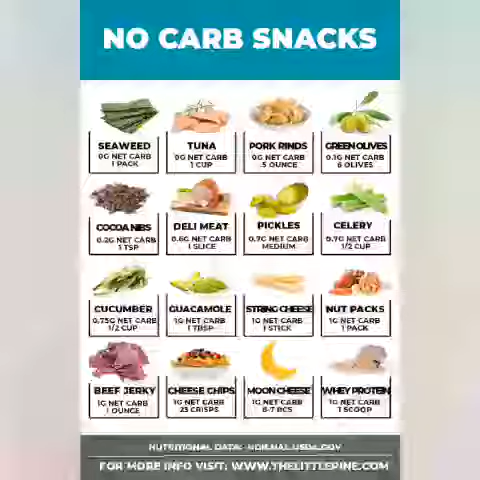 NO CARB SNACKS
SEAWEED
0G NET CARB
1 PACK
TUNA
0G NET CARB
1 CUP
PORK RINDS
0G NET CARB
.5 OUNCE
GREEN OLIVES
0.1G NET CARB
6 OLIVES
COCOA NIBS
0.2G NET CARB
1 TSP
DELI MEAT
0.6G NET CARB
1 SLICE
PICKLES
0.7G NET CARB
MEDIUM
CELERY
0.7G NET CARB
1/2 CUP
CUCUMBER
0.75G NET CARB
1/2 CUP
GUACAMOLE
1G NET CARB
1 TBSP
STRING CHEESE
1G NET CARB
1 STICK
NUT PACKS
1G NET CARB
1 PACK
BEEF JERKY
1G NET CARB
1 OUNCE
CHEESE CHIPS
1G NET CARB
23 CRISPS
MOON CHEESE
1G NET CARB
6-7 PCS
WHEY PROTEIN
1G NET CARB
1 SCOOP
NUTRITIONAL DATA:
FOR MORE INFO VISIT: WWW.THELITTLEPINE.COM